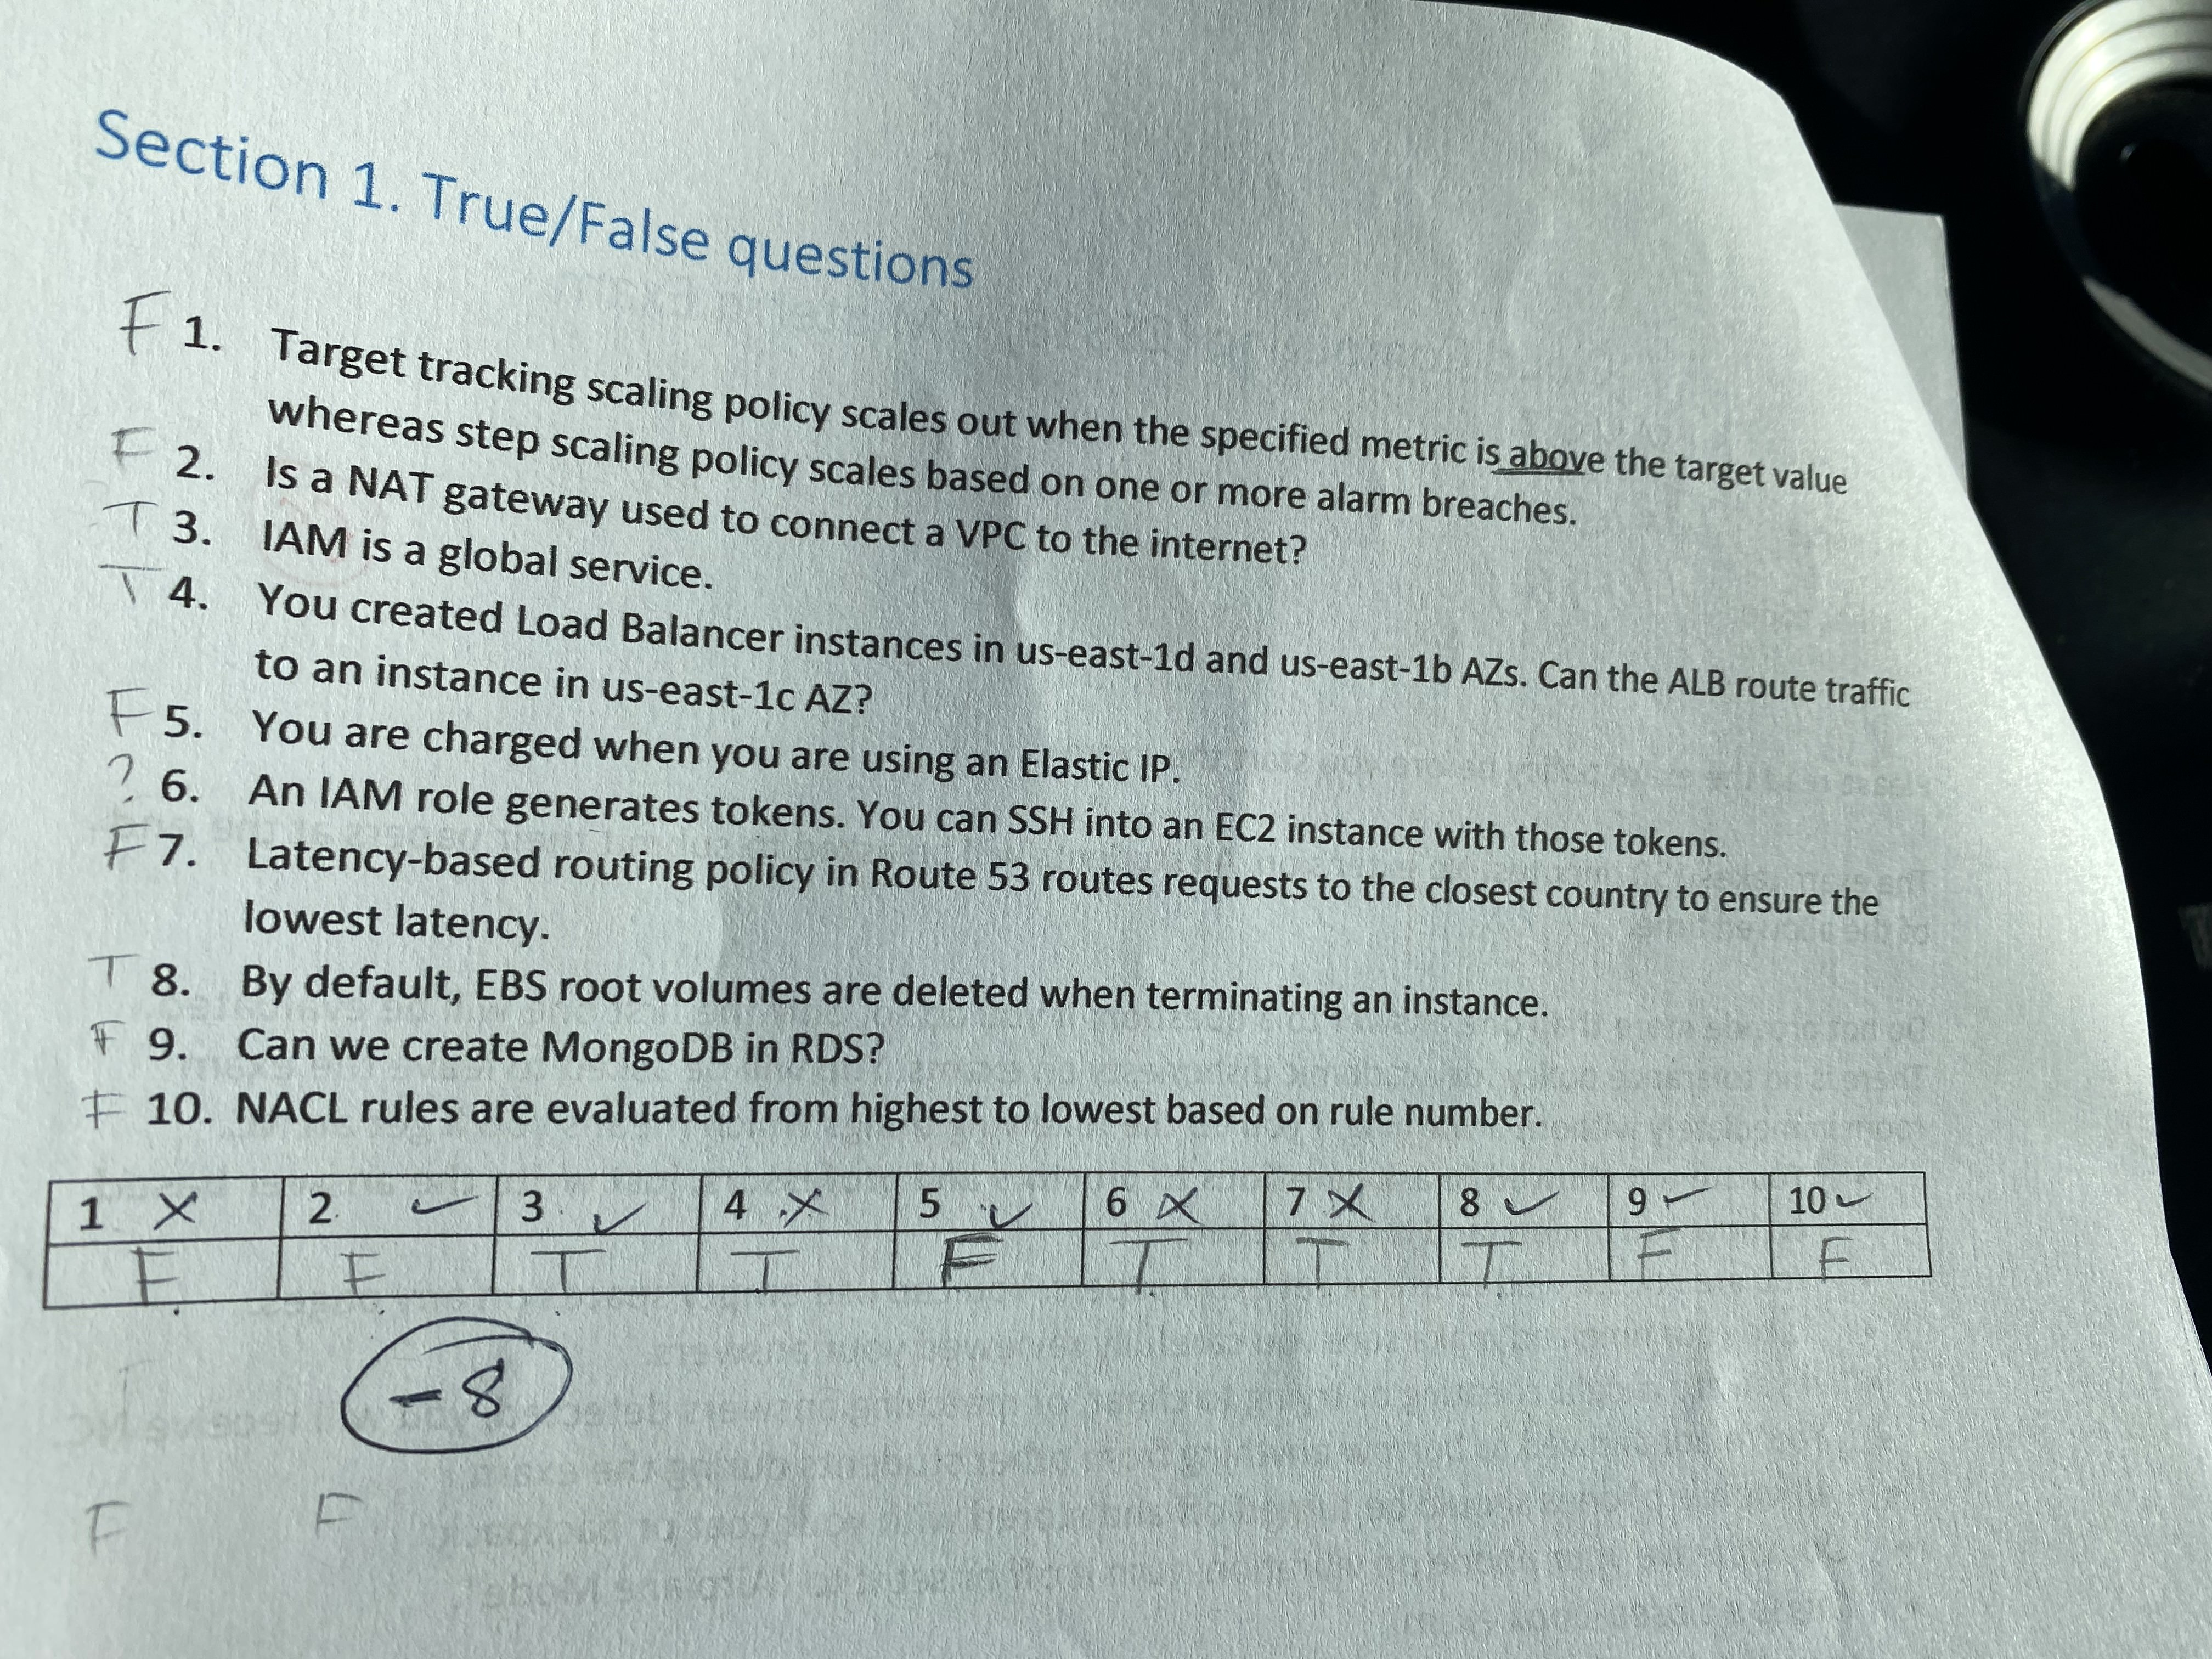 Section 1. True/False questions
F 1. Target tracking scaling policy scales out when the specified metric is above the target value
whereas step scaling policy scales based on one or more alarm breaches.
F 2. Is a NAT gateway used to connect a VPC to the internet?
T 3. IAM is a global service.
T 4. You created Load Balancer instances in us-east-1d and us-east-1b AZs. Can the ALB route traffic
to an instance in us-east-1c AZ?
F 5. You are charged when you are using an Elastic IP.
? 6. An IAM role generates tokens. You can SSH into an EC2 instance with those tokens.
F 7. Latency-based routing policy in Route 53 routes requests to the closest country to ensure the
lowest latency.
T 8. By default, EBS root volumes are deleted when terminating an instance.
F 9. Can we create MongoDB in RDS?
F 10. NACL rules are evaluated from highest to lowest based on rule number.
1 ✗ 2 ✓ 3 ✓ 4 ✗ 5 ✓ 6 ✗ 7 ✗ 8 ✓ 9 ✓ 10 ✓
F F T T F T T T F F
-8
F F